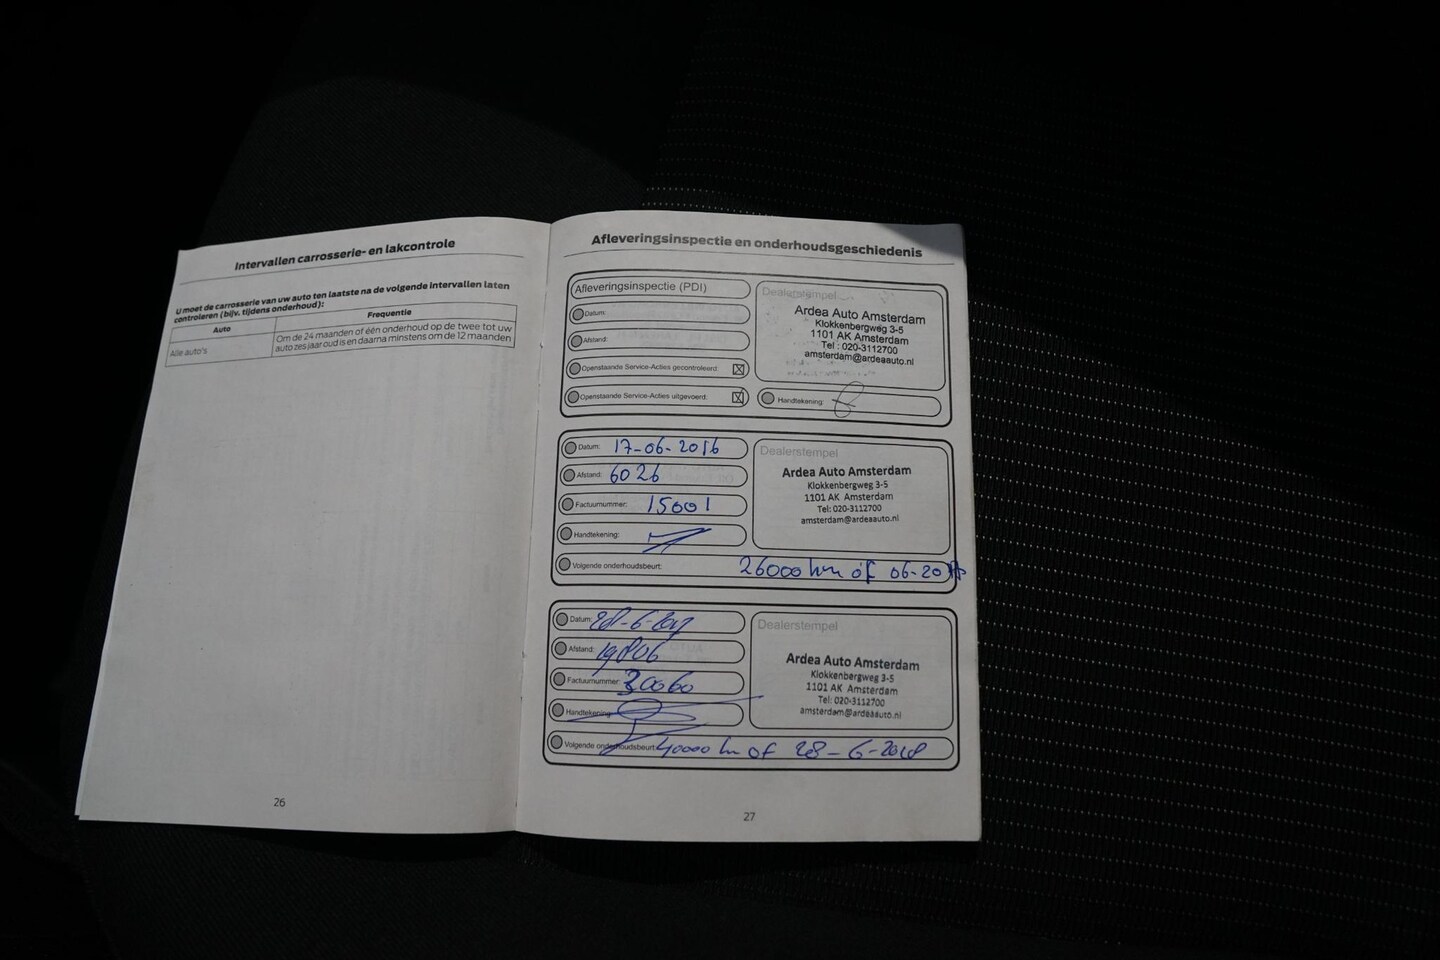 Intervallen carrosserie- en lakcontrole
U moet de carrosserie van uw auto ten laatste na de volgende intervallen laten
controleren (bijv. tijdens onderhoud):
Auto
Frequentie
Alle auto's
Om de 24 maanden of één onderhoud op de twee tot uw
auto zes jaar oud is en daarna minstens om de 12 maanden
26
Afleveringsinspectie en onderhoudsgeschiedenis
Afleveringsinspectie (PDI)
Datum:
Afstand:
Openstaande Service-Acties gecontroleerd:
Openstaande Service-Acties uitgevoerd:
Dealerstempel
Ardea Auto Amsterdam
Klokkenbergweg 3-5
1101 AK Amsterdam
Tel : 020-3112700
amsterdam@ardeaauto.nl
Handtekening:
Datum: 17-06-2016
Afstand: 6026
Factuurnummer: 15001
Handtekening:
Dealerstempel
Ardea Auto Amsterdam
Klokkenbergweg 3-5
1101 AK Amsterdam
Tel: 020-3112700
amsterdam@ardeaauto.nl
Volgende onderhoudsbeurt: 26000 km óf 06-20
Datum: 28-6-2017
Afstand: 19806
Factuurnummer: 30060
Handtekening:
Dealerstempel
Ardea Auto Amsterdam
Klokkenbergweg 3-5
1101 AK Amsterdam
Tel: 020-3112700
amsterdam@ardeaauto.nl
Volgende onderhoudsbeurt: 40000 km of 28-6-2018
27